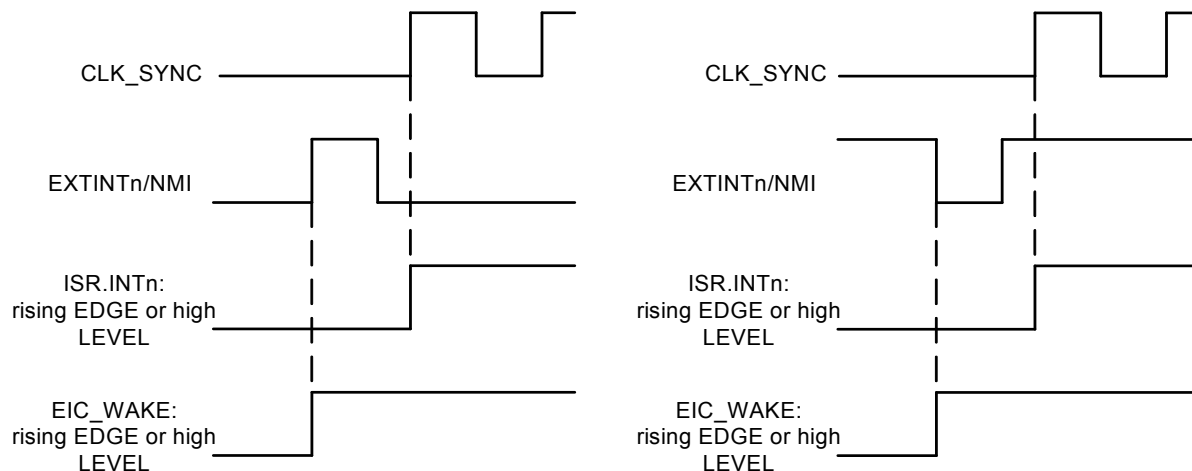 CLK_SYNC
EXTINTn/NMI
ISR.INTn:
rising EDGE or high
LEVEL
EIC_WAKE:
rising EDGE or high
LEVEL
CLK_SYNC
EXTINTn/NMI
ISR.INTn:
rising EDGE or high
LEVEL
EIC_WAKE:
rising EDGE or high
LEVEL